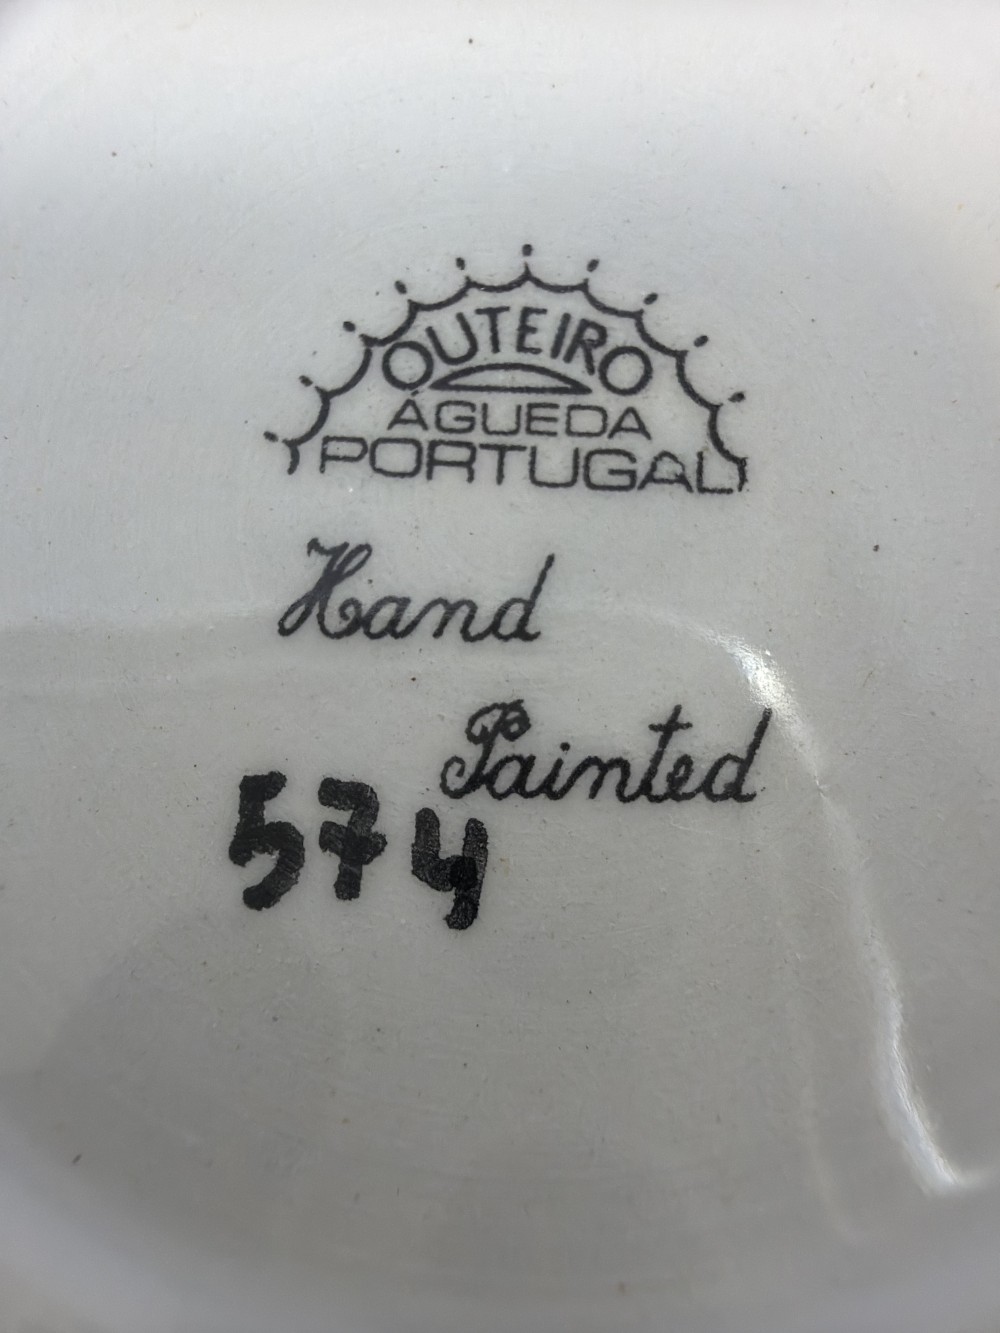 OUTEIRO
ÁGUEDA
PORTUGAL
Hand
Painted
574